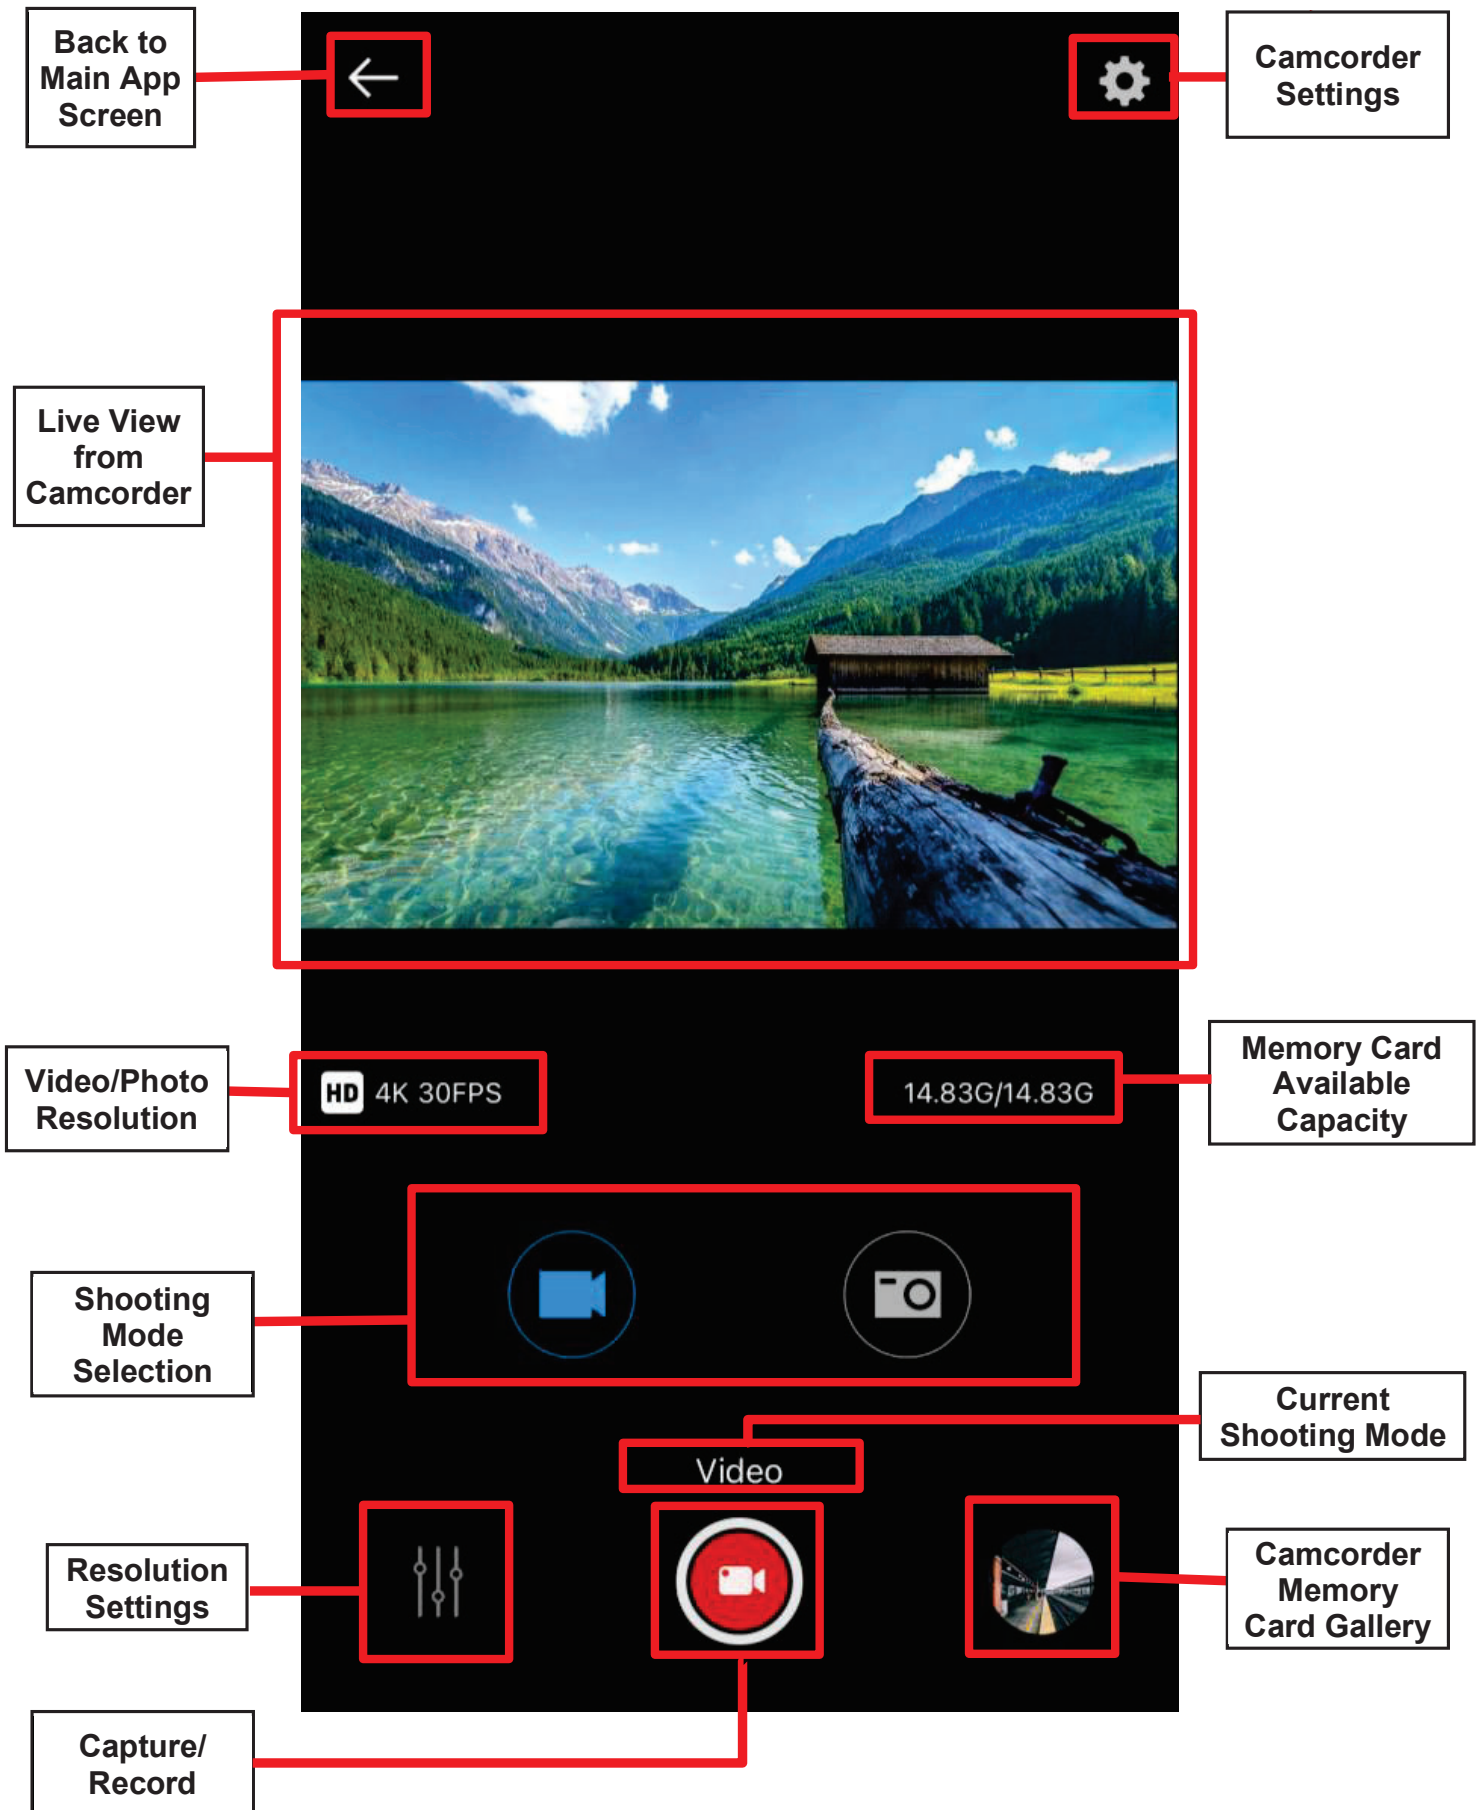 Back to
Main App
Screen
Camcorder
Settings
Live View
from
Camcorder
Video/Photo
Resolution
HD 4K 30FPS
14.83G/14.83G
Memory Card
Available
Capacity
Shooting
Mode
Selection
Current
Shooting Mode
Video
Resolution
Settings
Camcorder
Memory
Card Gallery
Capture/
Record